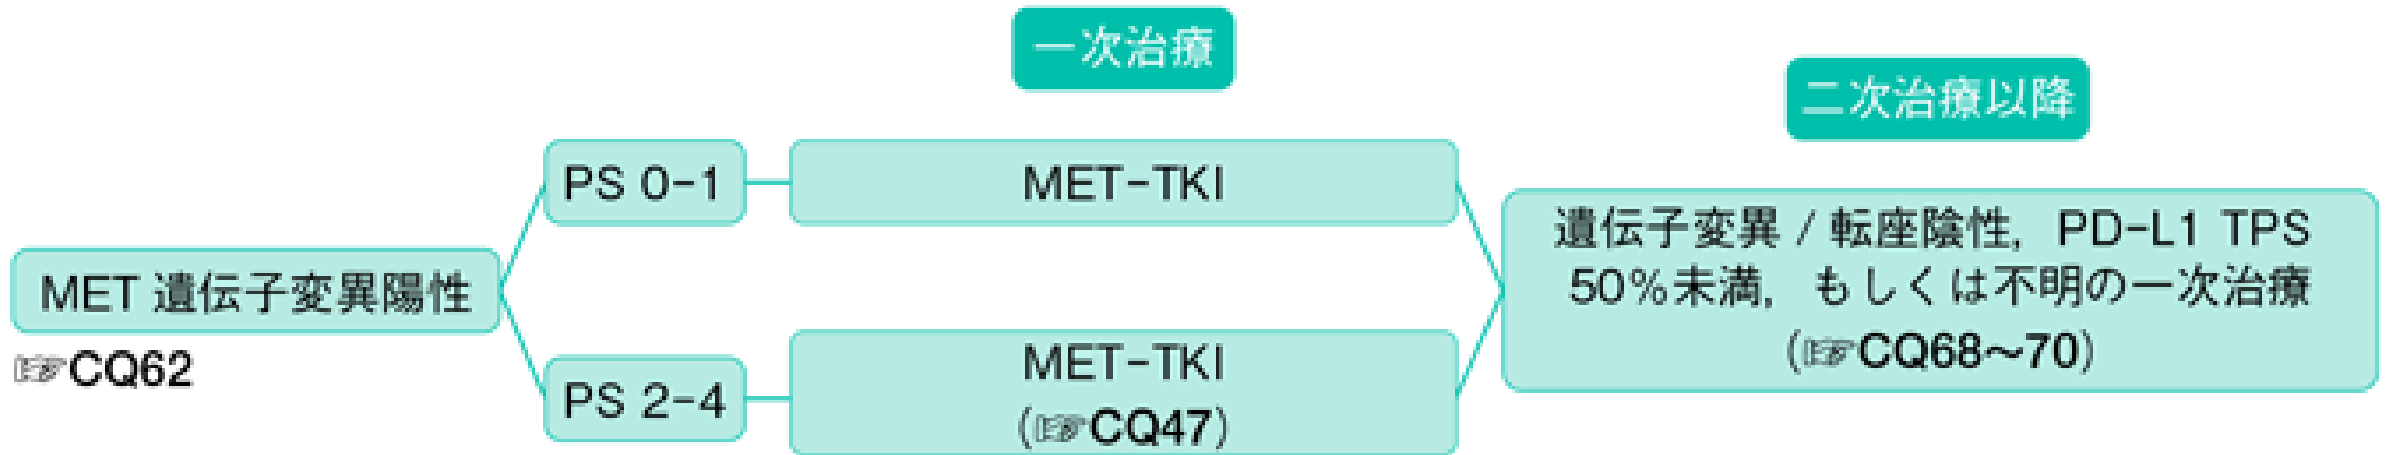 一次治療
二次治療以降
PS 0-1
MET-TKI
MET 遺伝子変異陽性
☞CQ62
PS 2-4
MET-TKI
(☞CQ47)
遺伝子変異 / 転座陰性，PD-L1 TPS
50％未満，もしくは不明の一次治療
(☞CQ68〜70)